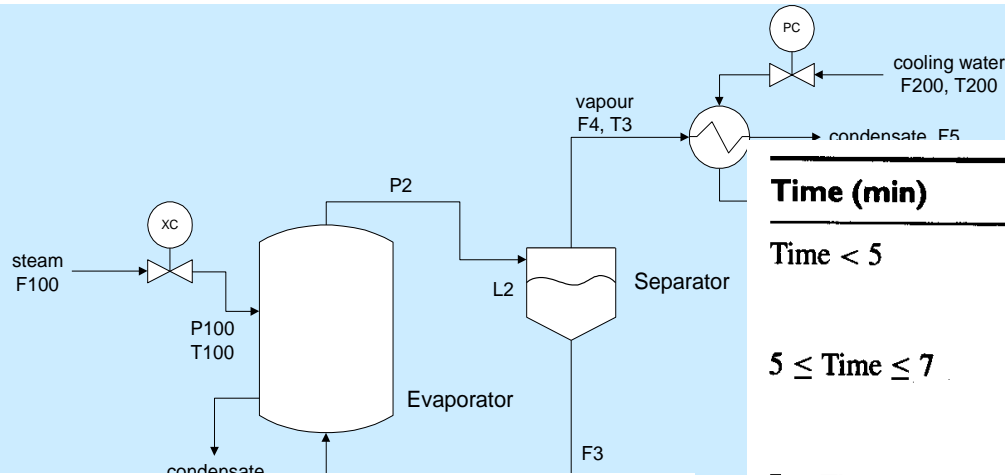 PC
cooling water
F200, T200
vapour
F4, T3
condensate, F5
P2
Time (min)
XC
steam
F100
Time < 5
L2
Separator
P100
T100
5 ≤ Time ≤ 7
Evaporator
F3
condensate